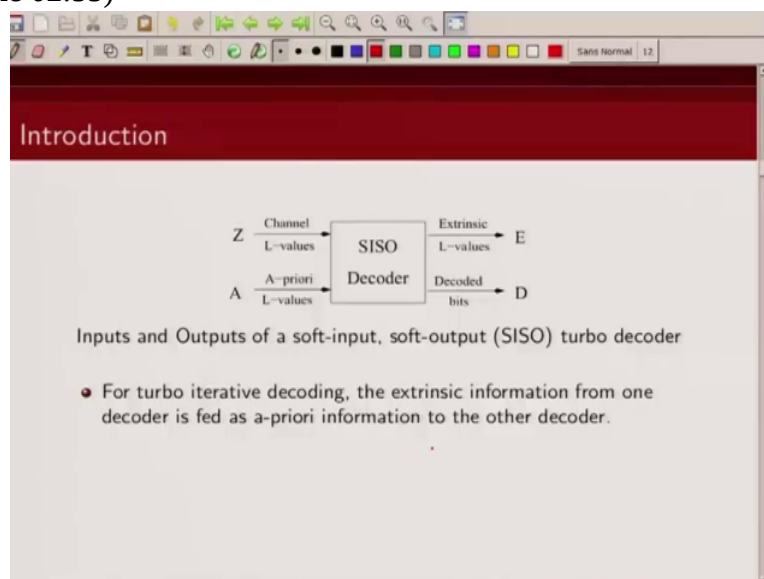 Sans Normal 12
Introduction
Z Channel L-values SISO Decoder Extrinsic L-values E
A A-priori L-values Decoded bits D
Inputs and Outputs of a soft-input, soft-output (SISO) turbo decoder
For turbo iterative decoding, the extrinsic information from one
decoder is fed as a-priori information to the other decoder.